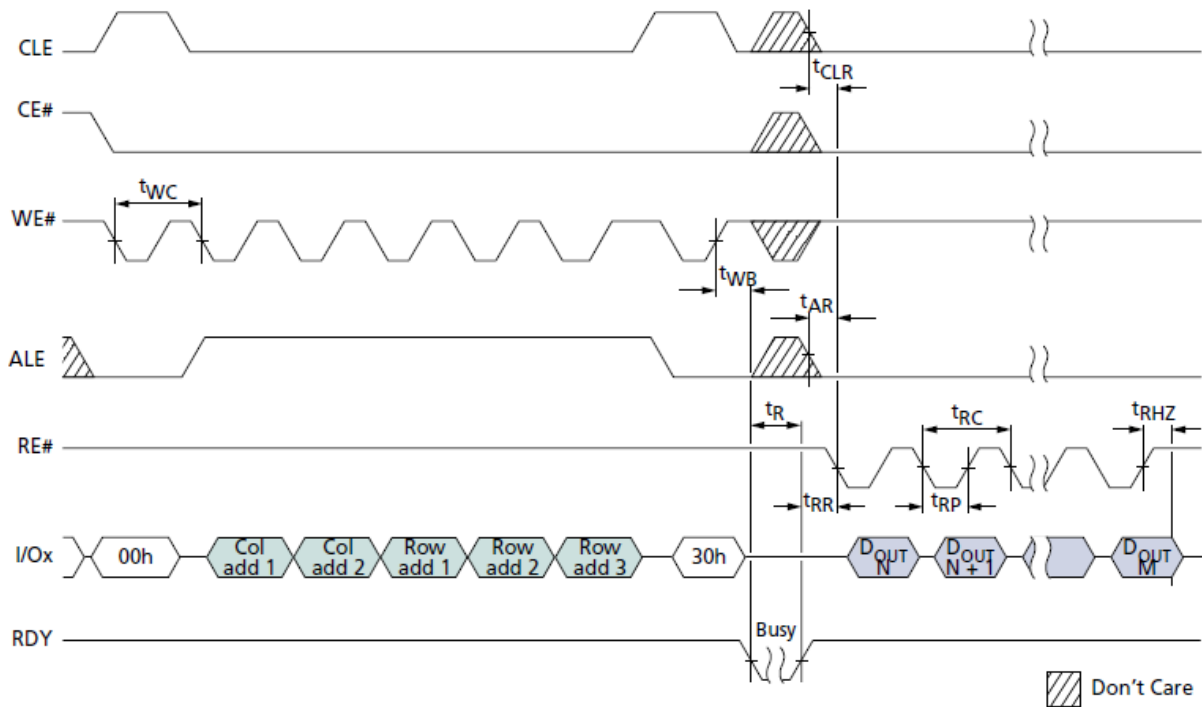 CLE
tCLR
CE#
tWC
WE#
tWB
tAR
ALE
tR
tRC
tRHZ
RE#
tRR
tRP
I/Ox
00h
Col
add 1
Col
add 2
Row
add 1
Row
add 2
Row
add 3
30h
DOUT
N
DOUT
N + 1
DOUT
M
RDY
Busy
Don't Care